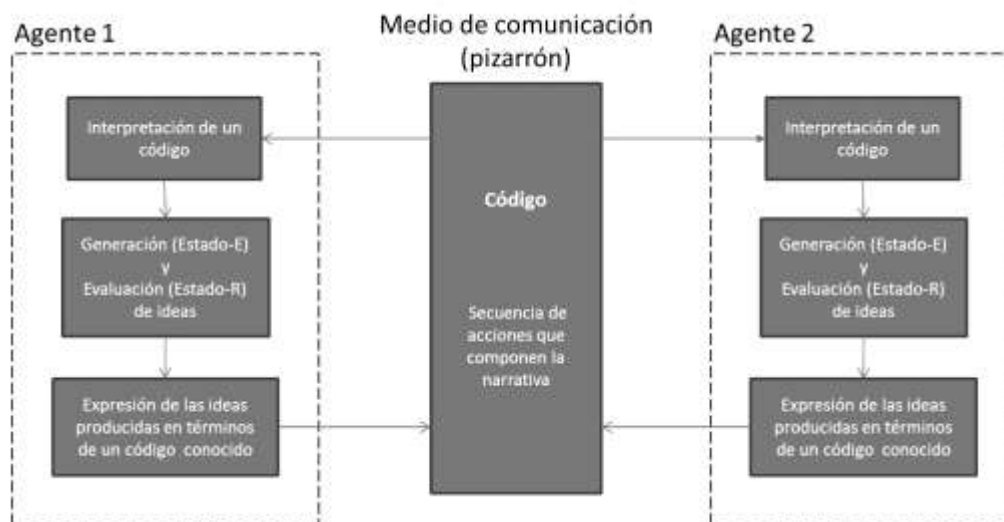 Agente 1
Interpretación de un
código
Generación (Estado-E)
y
Evaluación (Estado-R)
de ideas
Expresión de las ideas
producidas en términos
de un código conocido
Medio de comunicación
(pizarrón)
Código
Secuencia de
acciones que
componen la
narrativa
Agente 2
Interpretación de un
código
Generación (Estado-E)
y
Evaluación (Estado-R)
de ideas
Expresión de las ideas
producidas en términos
de un código conocido